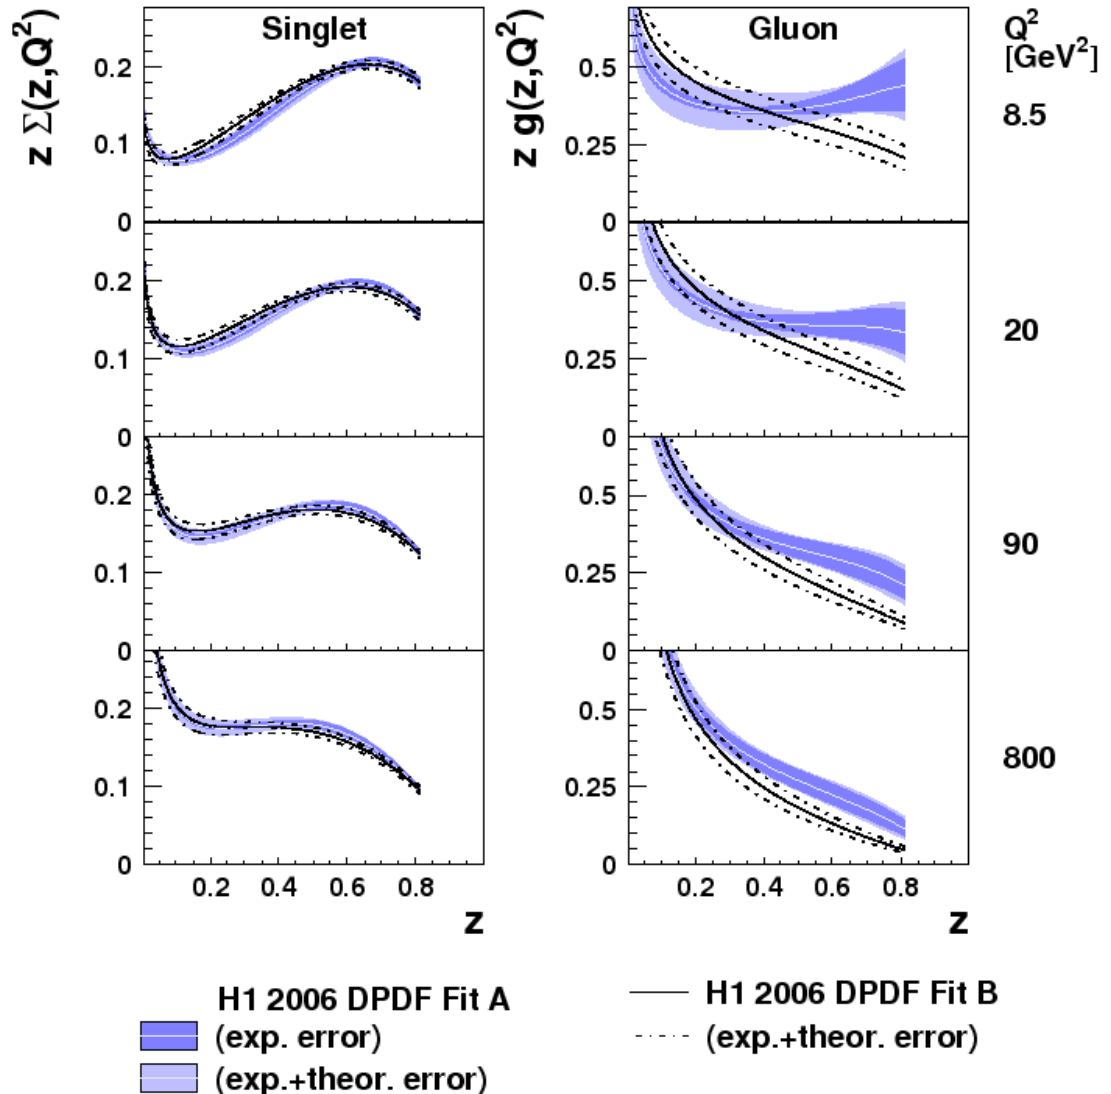 Singlet
Gluon
z Σ(z,Q²)
z g(z,Q²)
Q²
[GeV²]
0.2
0.1
0
0.5
0.25
0
8.5
0.2
0.1
0
0.5
0.25
0
20
0.2
0.1
0
0.5
0.25
0
90
0.2
0.1
0
0.5
0.25
0
800
0.2 0.4 0.6 0.8
z
0.2 0.4 0.6 0.8
z
H1 2006 DPDF Fit A
(exp. error)
(exp.+theor. error)
H1 2006 DPDF Fit B
(exp.+theor. error)